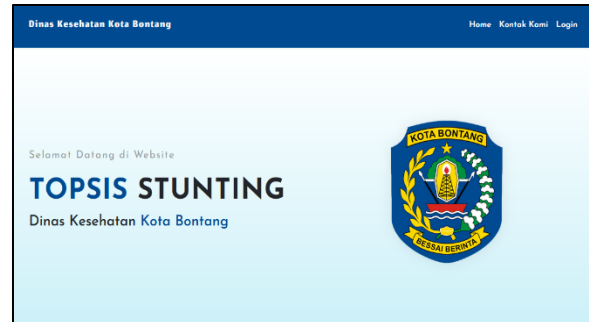 Dinas Kesehatan Kota Bontang
Home Kontak Kami Login
Selamat Datang di Website
TOPSIS STUNTING
Dinas Kesehatan Kota Bontang
KOTA BONTANG
BESSAI BERINTA